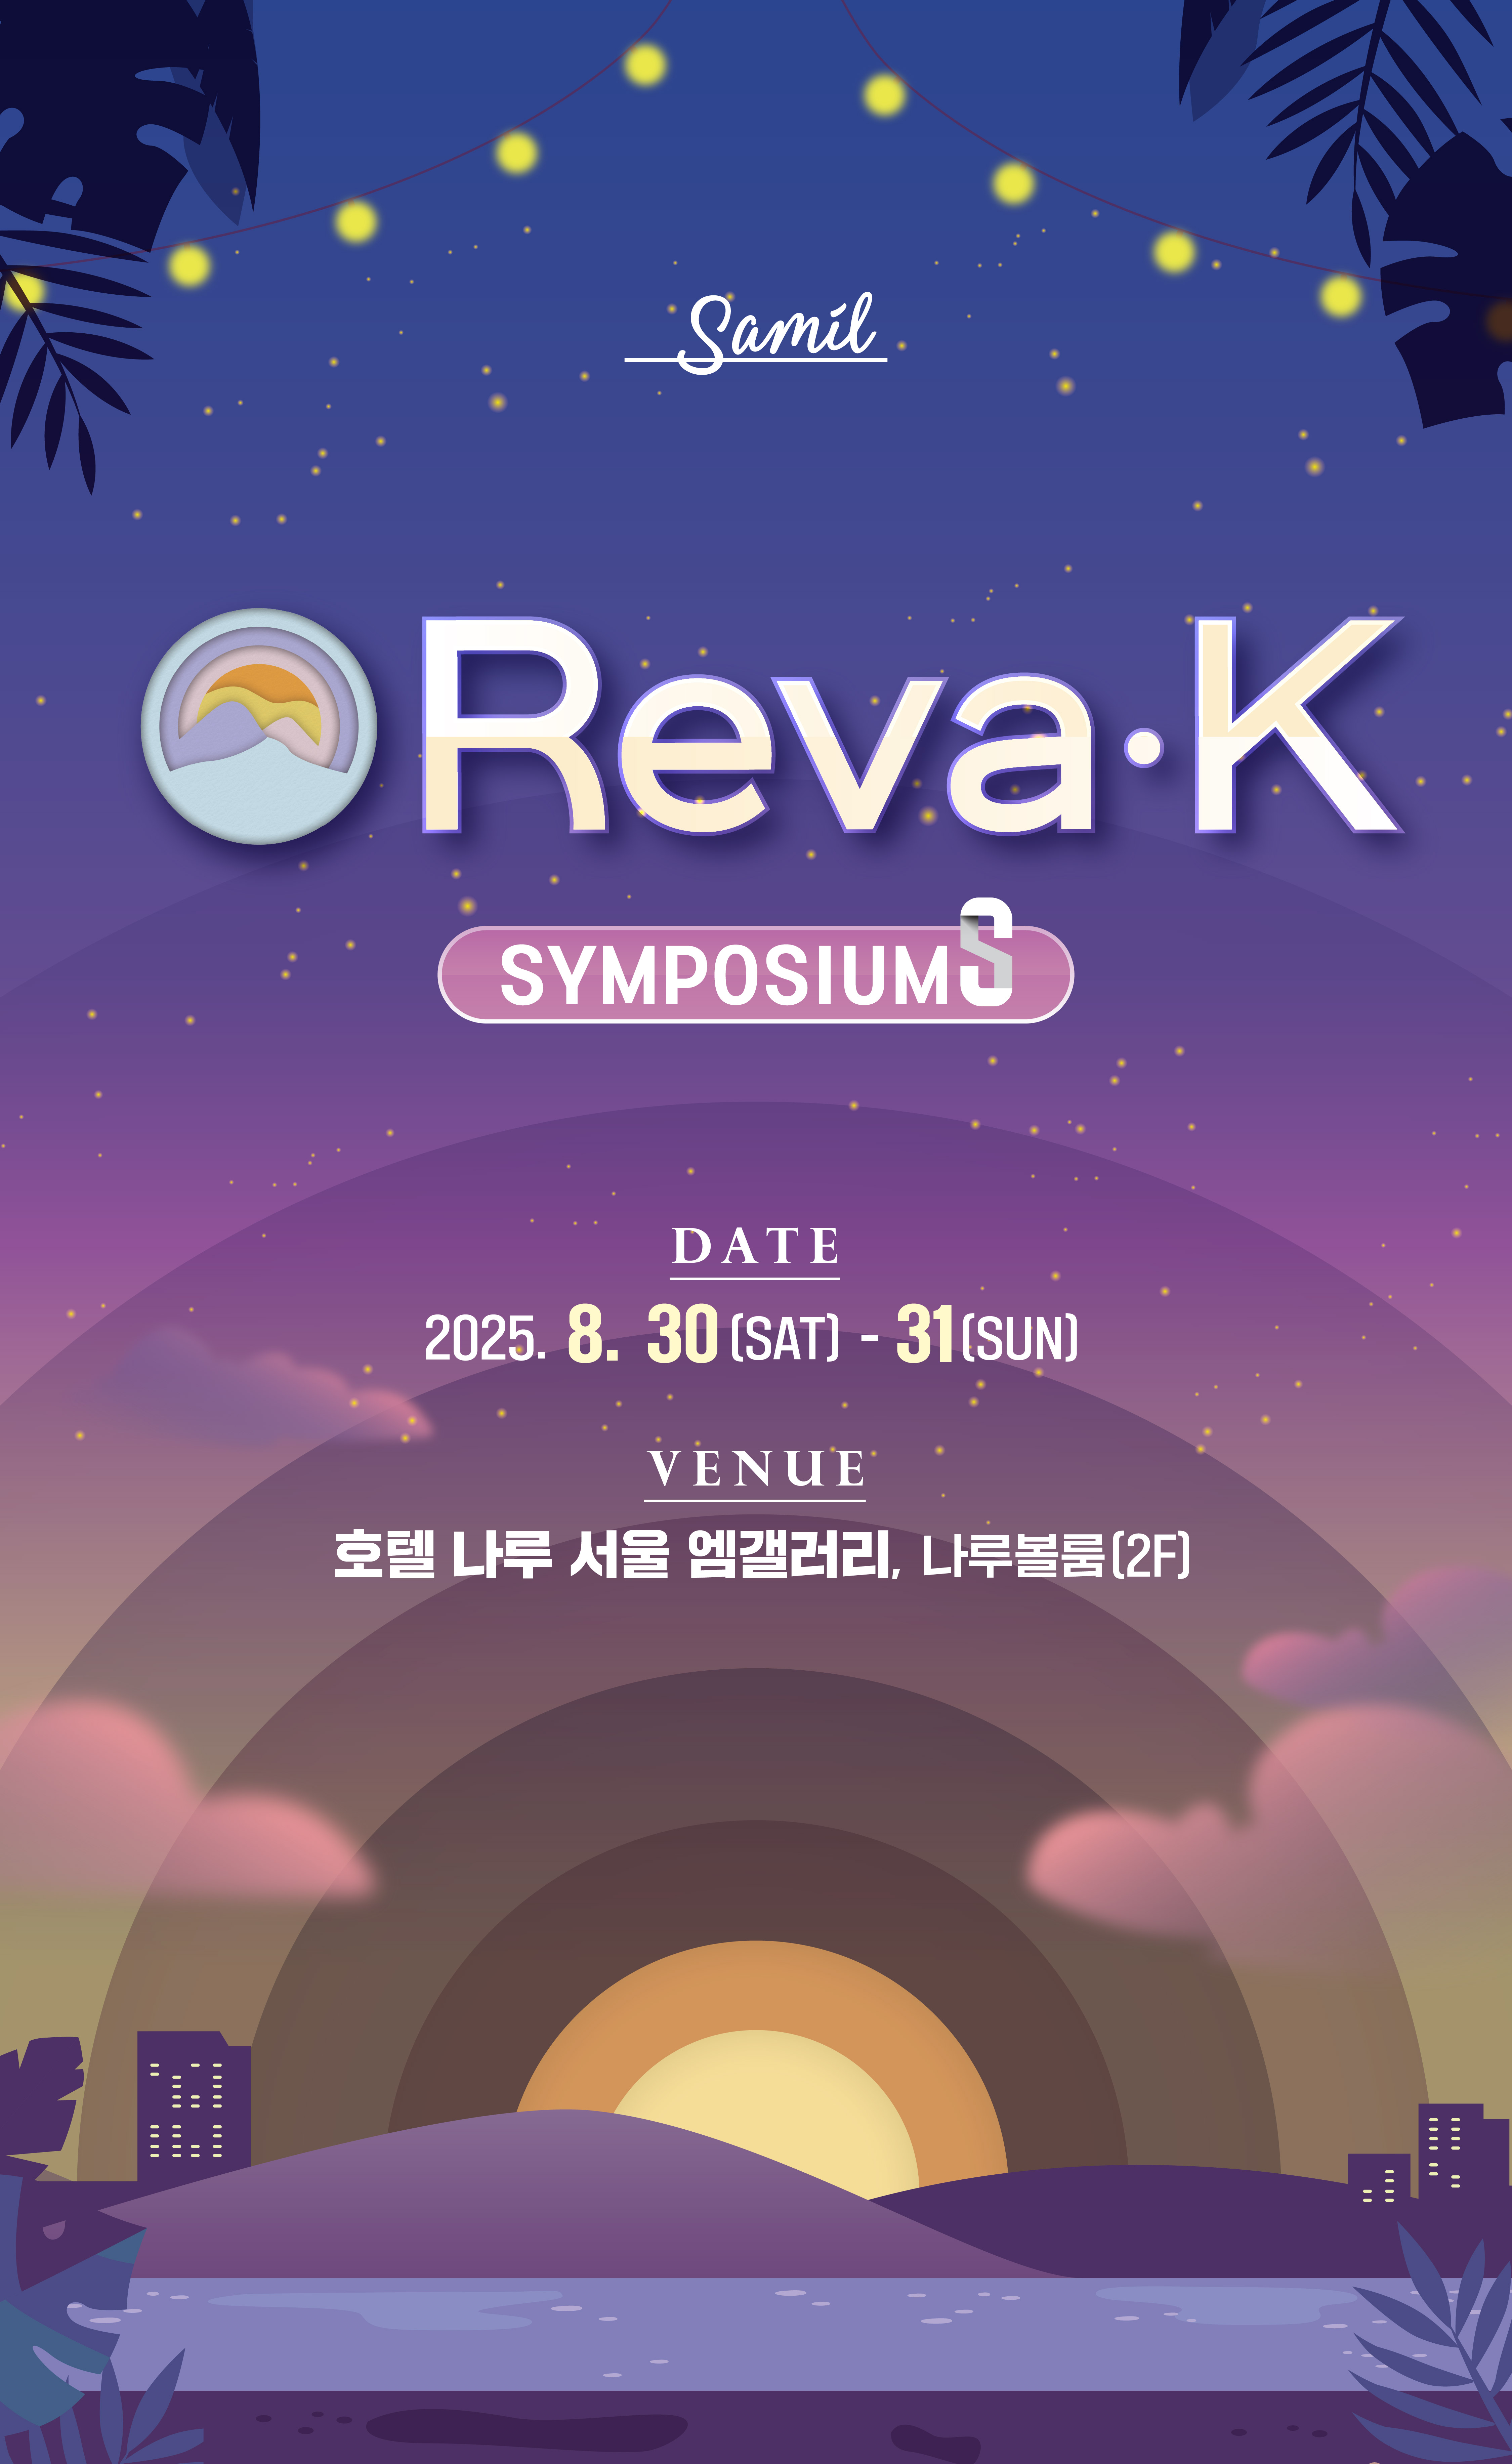 Samil
Reva·K
SYMPOSIUM S
DATE
2025. 8. 30(SAT) - 31(SUN)
VENUE
호텔 나루 서울 엠갤러리, 나루볼룸(2F)